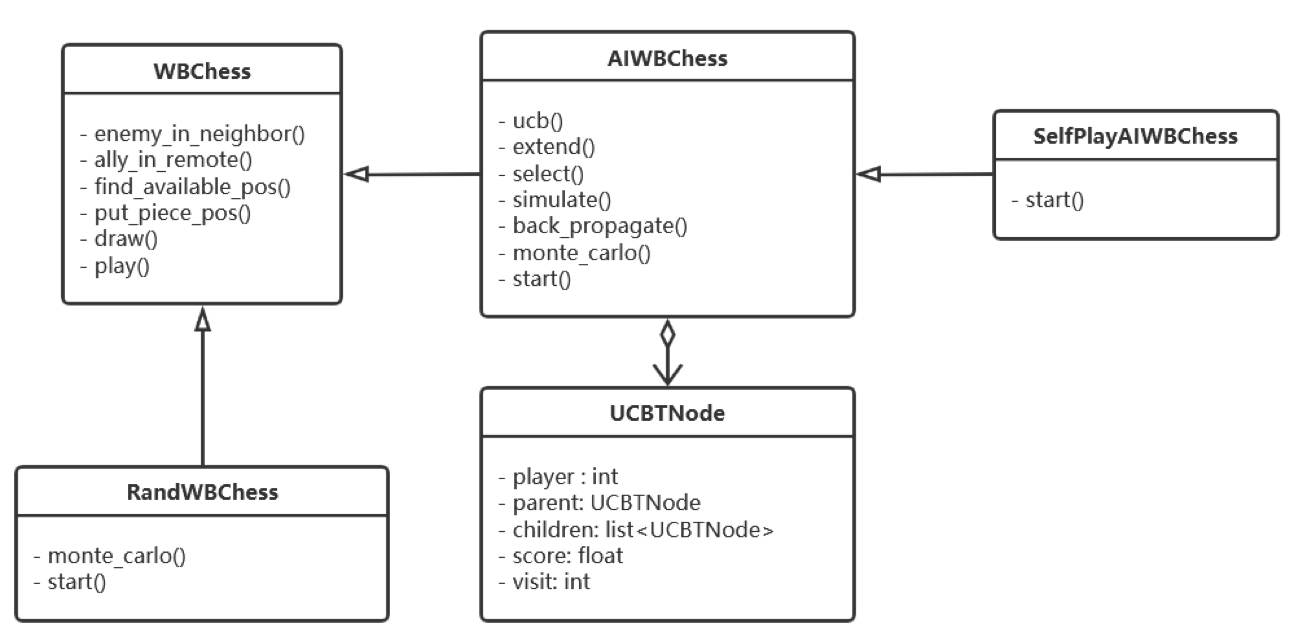 WBChess
- enemy_in_neighbor()
- ally_in_remote()
- find_available_pos()
- put_piece_pos()
- draw()
- play()
AIWBChess
- ucb()
- extend()
- select()
- simulate()
- back_propagate()
- monte_carlo()
- start()
SelfPlayAIWBChess
- start()
RandWBChess
- monte_carlo()
- start()
UCBTNode
- player : int
- parent: UCBTNode
- children: list<UCBTNode>
- score: float
- visit: int